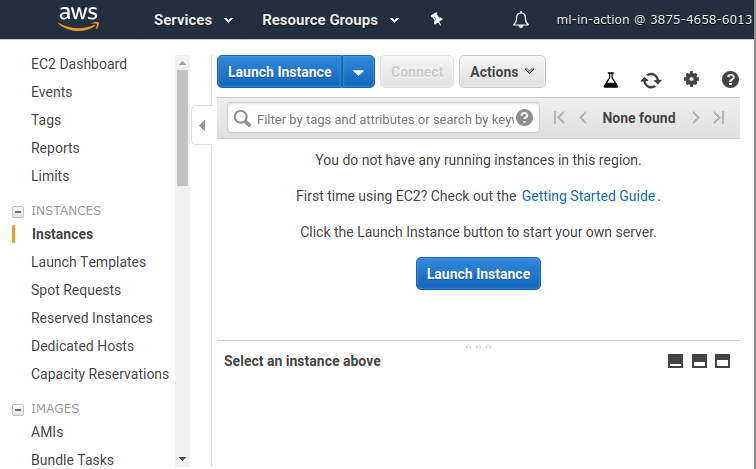 aws
Services
Resource Groups
ml-in-action @ 3875-4658-6013
EC2 Dashboard
Events
Tags
Reports
Limits
INSTANCES
Instances
Launch Templates
Spot Requests
Reserved Instances
Dedicated Hosts
Capacity Reservations
IMAGES
AMIs
Bundle Tasks
Launch Instance
Connect
Actions
Filter by tags and attributes or search by keyw
None found
You do not have any running instances in this region.
First time using EC2? Check out the Getting Started Guide.
Click the Launch Instance button to start your own server.
Launch Instance
Select an instance above